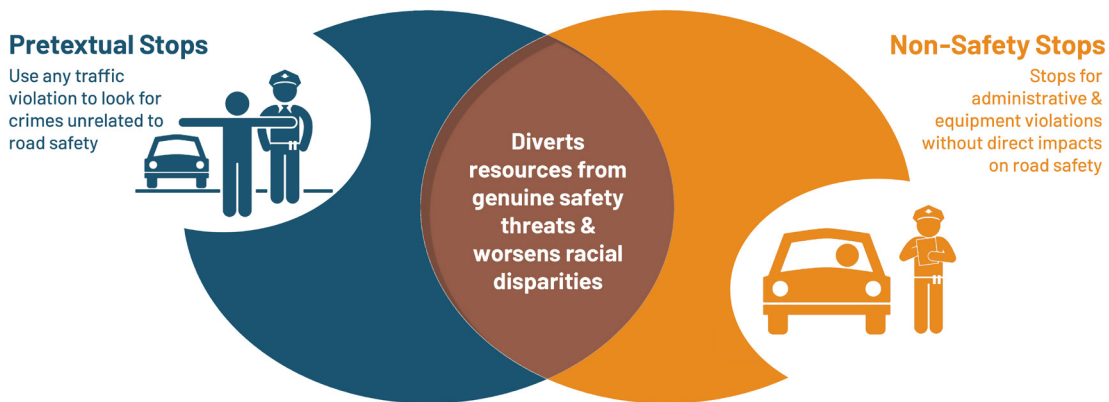 Pretextual Stops
Use any traffic
violation to look for
crimes unrelated to
road safety
Diverts
resources from
genuine safety
threats &
worsens racial
disparities
Non-Safety Stops
Stops for
administrative &
equipment violations
without direct impacts
on road safety